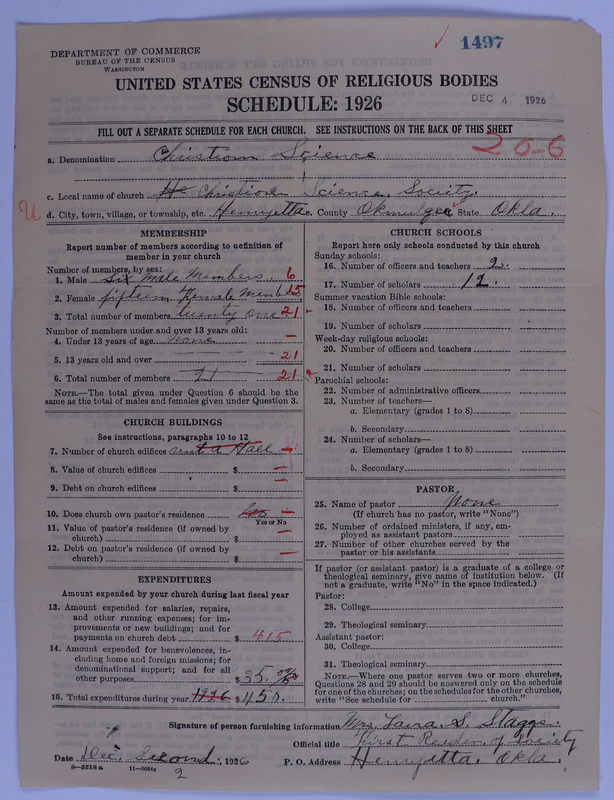 1497
DEPARTMENT OF COMMERCE
BUREAU OF THE CENSUS
WASHINGTON
UNITED STATES CENSUS OF RELIGIOUS BODIES
SCHEDULE: 1926
DEC 4 1926
FILL OUT A SEPARATE SCHEDULE FOR EACH CHURCH. SEE INSTRUCTIONS ON THE BACK OF THIS SHEET
20-6
a. Denomination Christian Science
c. Local name of church Christian Science Society.
d. City, town, village, or township, etc. Henryetta. County Okmulgee State Okla.
MEMBERSHIP
Report number of members according to definition of
member in your church
Number of members, by sex:
1. Male Six Male Members. 6
2. Female fifteen Female Memb 15
3. Total number of members twenty one. 21
Number of members under and over 13 years old:
4. Under 13 years of age none —
5. 13 years old and over 21
6. Total number of members 21 21
NOTE.—The total given under Question 6 should be
same as the total of males and females given under Question 3.
CHURCH BUILDINGS
See instructions, paragraphs 10 to 12
7. Number of church edifices Hall —
8. Value of church edifices $ —
9. Debt on church edifices $ —
10. Does church own pastor's residence —
Yes or No
11. Value of pastor's residence (if owned by
church) $ —
12. Debt on pastor's residence (if owned by
church) $ —
EXPENDITURES
Amount expended by your church during last fiscal year
13. Amount expended for salaries, repairs,
and other running expenses; for im-
provements or new buildings; and for
payments on church debt $ 415
14. Amount expended for benevolences, in-
cluding home and foreign missions; for
denominational support; and for all
other purposes $ 35.
15. Total expenditures during year 1926 $ 450.
CHURCH SCHOOLS
Report here only schools conducted by this church
Sunday schools:
16. Number of officers and teachers 2.
17. Number of scholars 12.
Summer vacation Bible schools:
18. Number of officers and teachers
19. Number of scholars
Week-day religious schools:
20. Number of officers and teachers
21. Number of scholars
Parochial schools:
22. Number of administrative officers
23. Number of teachers—
a. Elementary (grades 1 to 8)
b. Secondary
24. Number of scholars—
a. Elementary (grades 1 to 8)
b. Secondary
PASTOR
25. Name of pastor None
(If church has no pastor, write "None")
26. Number of ordained ministers, if any, em-
ployed as assistant pastors
27. Number of other churches served by the
pastor or his assistants
If pastor (or assistant pastor) is a graduate of a college or
theological seminary, give name of institution below. (If
not a graduate, write "No" in the space indicated.)
Pastor:
28. College
29. Theological seminary
Assistant pastor:
30. College
31. Theological seminary
NOTE.—Where one pastor serves two or more churches,
Questions 28 and 29 should be answered only on the schedule
for one of the churches; on the schedules for the other churches,
write "See schedule for church."
Signature of person furnishing information Mrs. Laura S. Staggs.
Official title First Reader of Society
Date Dec. Second, 1926 P. O. Address Henryetta. Okla.
2
8—5518 a